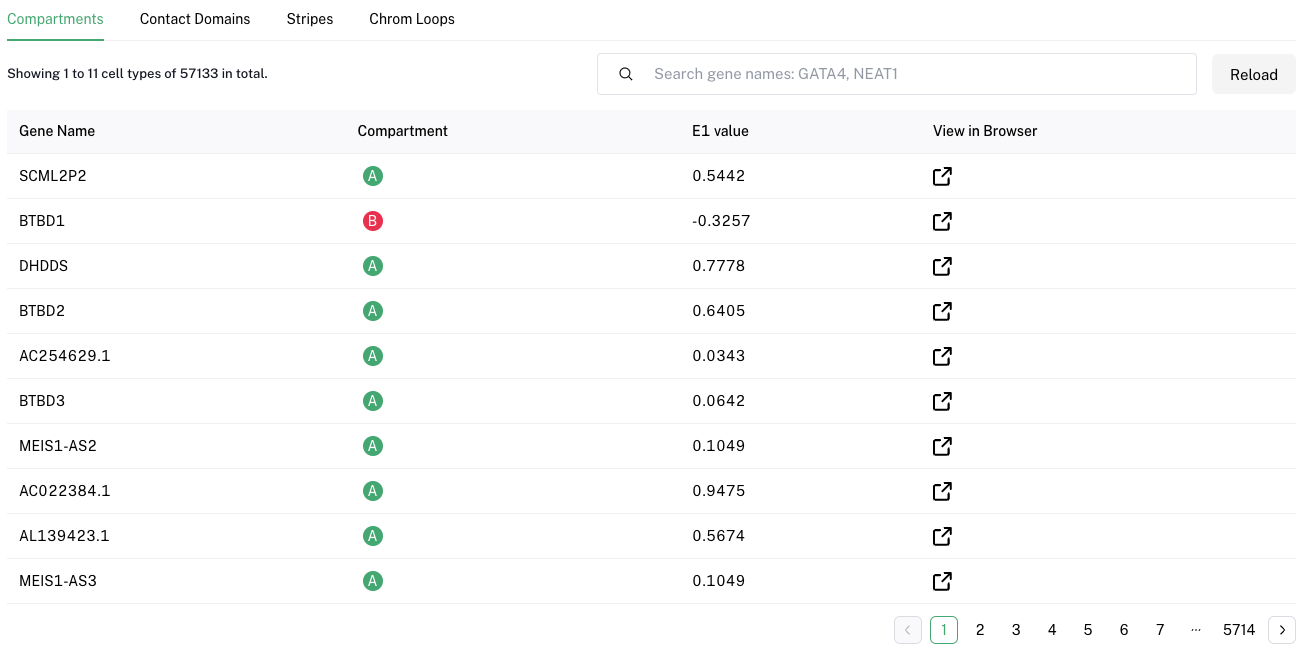 Compartments Contact Domains Stripes Chrom Loops
Showing 1 to 11 cell types of 57133 in total. Search gene names: GATA4, NEAT1 Reload
Gene Name Compartment E1 value View in Browser
SCML2P2 A 0.5442
BTBD1 B -0.3257
DHDDS A 0.7778
BTBD2 A 0.6405
AC254629.1 A 0.0343
BTBD3 A 0.0642
MEIS1-AS2 A 0.1049
AC022384.1 A 0.9475
AL139423.1 A 0.5674
MEIS1-AS3 A 0.1049
1 2 3 4 5 6 7 ··· 5714